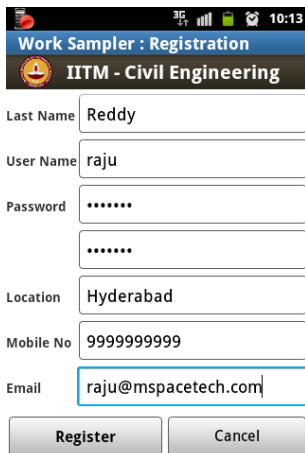 3G 10:13
Work Sampler : Registration
IITM - Civil Engineering
Last Name Reddy
User Name raju
Password •••••••
•••••••
Location Hyderabad
Mobile No 9999999999
Email raju@mspacetech.com
Register Cancel